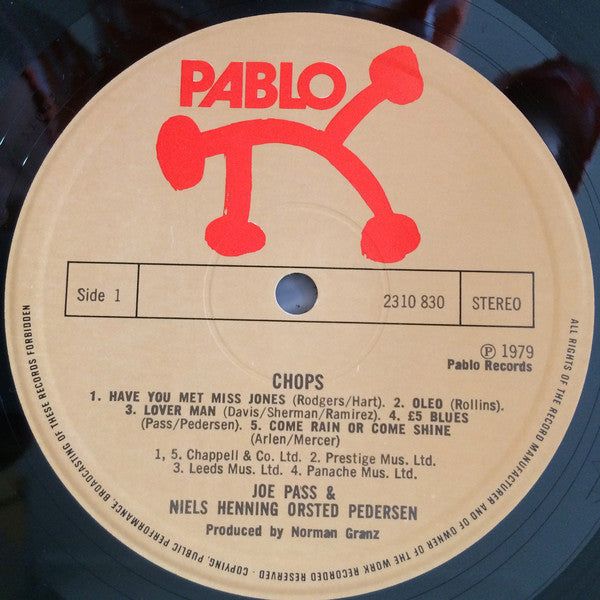 PABLO
Side 1
2310 830
STEREO
℗ 1979
Pablo Records
CHOPS
1. HAVE YOU MET MISS JONES (Rodgers/Hart). 2. OLEO (Rollins).
3. LOVER MAN (Davis/Sherman/Ramirez). 4. £5 BLUES
(Pass/Pedersen). 5. COME RAIN OR COME SHINE
(Arlen/Mercer)
1, 5. Chappell & Co. Ltd. 2. Prestige Mus. Ltd.
3. Leeds Mus. Ltd. 4. Panache Mus. Ltd.
JOE PASS &
NIELS HENNING ORSTED PEDERSEN
Produced by Norman Granz
ALL RIGHTS OF THE RECORD MANUFACTURER AND OF OWNER OF THE WORK RECORDED RESERVED - COPYING, PUBLIC PERFORMANCE, BROADCASTING OF THESE RECORDS FORBIDDEN